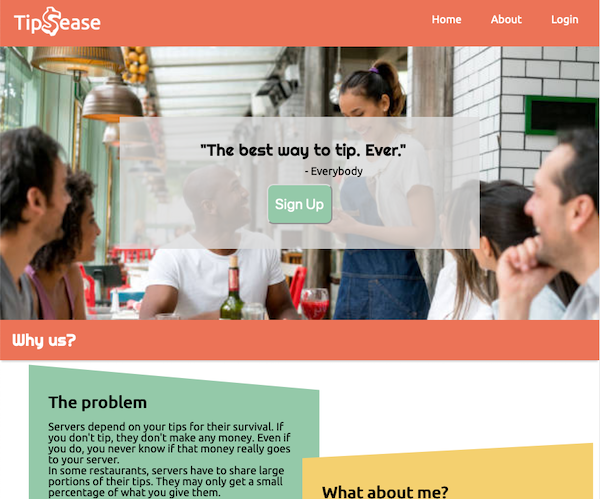 Tip$ease
Home About Login
"The best way to tip. Ever."
- Everybody
Sign Up
Why us?
The problem
Servers depend on your tips for their survival. If
you don't tip, they don't make any money. Even if
you do, you never know if that money really goes
to your server.
In some restaurants, servers have to share large
portions of their tips. They may only get a small
percentage of what you give them.
What about me?